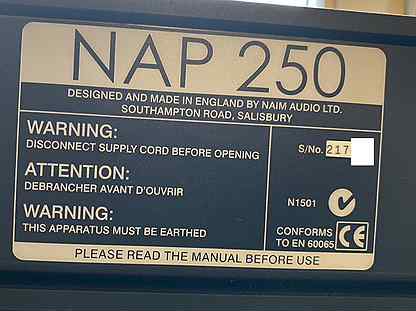 NAP 250
DESIGNED AND MADE IN ENGLAND BY NAIM AUDIO LTD.
SOUTHAMPTON ROAD, SALISBURY
WARNING:
DISCONNECT SUPPLY CORD BEFORE OPENING
ATTENTION:
DEBRANCHER AVANT D'OUVRIR
WARNING:
THIS APPARATUS MUST BE EARTHED
S/No. 217
N1501
CONFORMS
TO EN 60065
CE
PLEASE READ THE MANUAL BEFORE USE